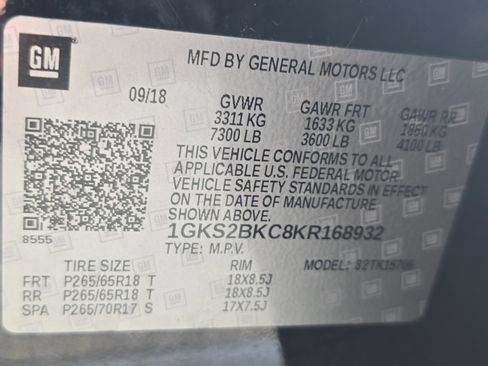 GM
MFD BY GENERAL MOTORS LLC
09/18 GVWR GAWR FRT GAWR RR
3311 KG 1633 KG 1860 KG
7300 LB 3600 LB 4100 LB
THIS VEHICLE CONFORMS TO ALL
APPLICABLE U.S. FEDERAL MOTOR
VEHICLE SAFETY STANDARDS IN EFFECT
ON THE DATE OF MANUFACTURE
SHOWN ABOVE.
8555 1GKS2BKC8KR168932
TYPE: M.P.V. MODEL:
TIRE SIZE RIM
FRT P265/65R18 T 18X8.5J
RR P265/65R18 T 18X8.5J
SPA P265/70R17 S 17X7.5J